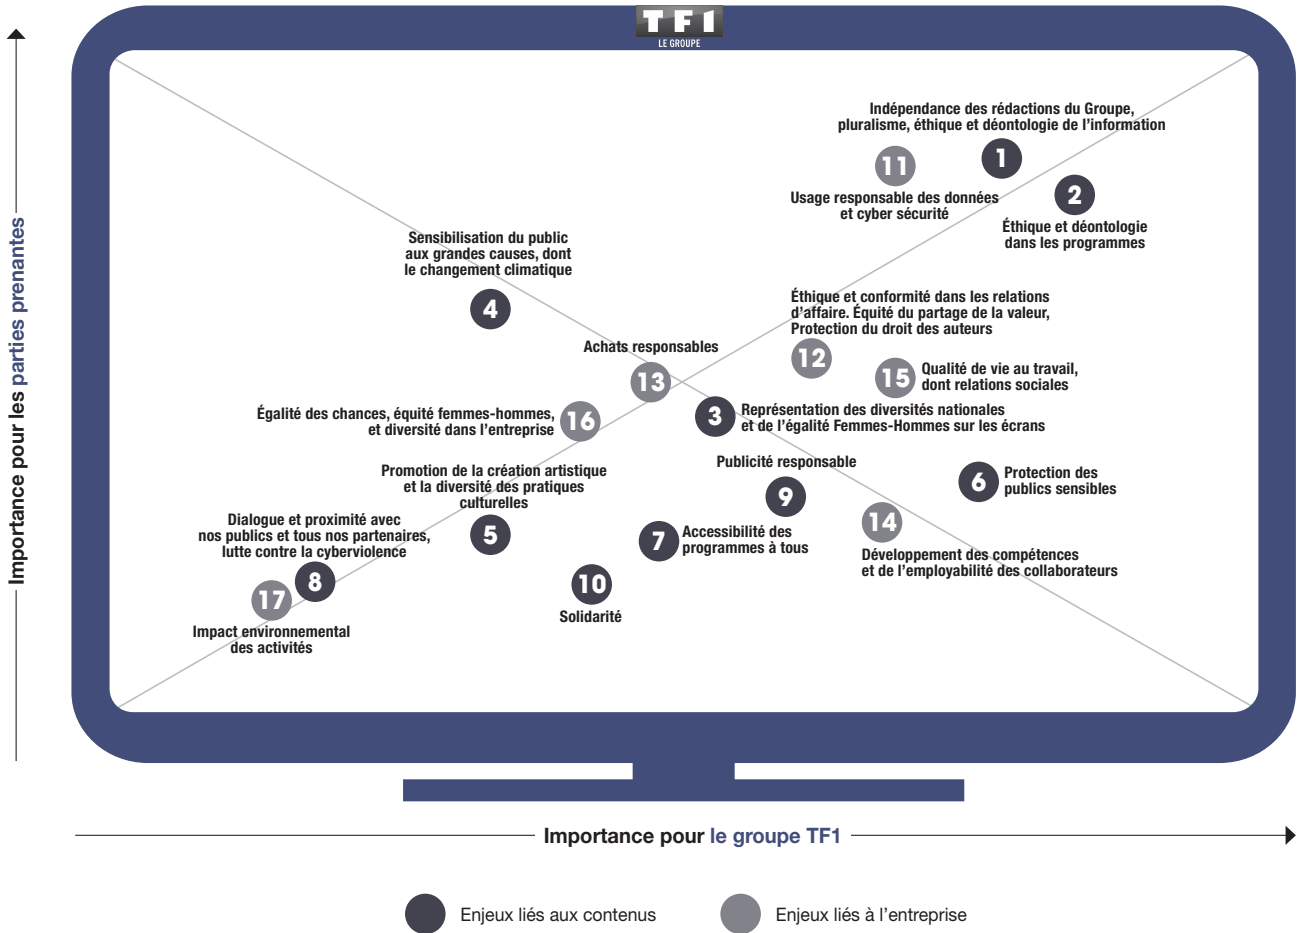 TF1
LE GROUPE
Importance pour les parties prenantes
Indépendance des rédactions du Groupe,
pluralisme, éthique et déontologie de l'information
11
1
2
Usage responsable des données
et cyber sécurité
Éthique et déontologie
dans les programmes
Sensibilisation du public
aux grandes causes, dont
le changement climatique
4
Éthique et conformité dans les relations
d'affaire. Équité du partage de la valeur,
Protection du droit des auteurs
12
Achats responsables
13
15
Qualité de vie au travail,
dont relations sociales
Égalité des chances, équité femmes-hommes,
et diversité dans l'entreprise
16
3
Représentation des diversités nationales
et de l'égalité Femmes-Hommes sur les écrans
Promotion de la création artistique
et la diversité des pratiques
culturelles
5
Publicité responsable
9
6
Protection des
publics sensibles
Dialogue et proximité avec
nos publics et tous nos partenaires,
lutte contre la cyberviolence
8
7
Accessibilité des
programmes à tous
14
Développement des compétences
et de l'employabilité des collaborateurs
17
Impact environnemental
des activités
10
Solidarité
Importance pour le groupe TF1
Enjeux liés aux contenus
Enjeux liés à l'entreprise